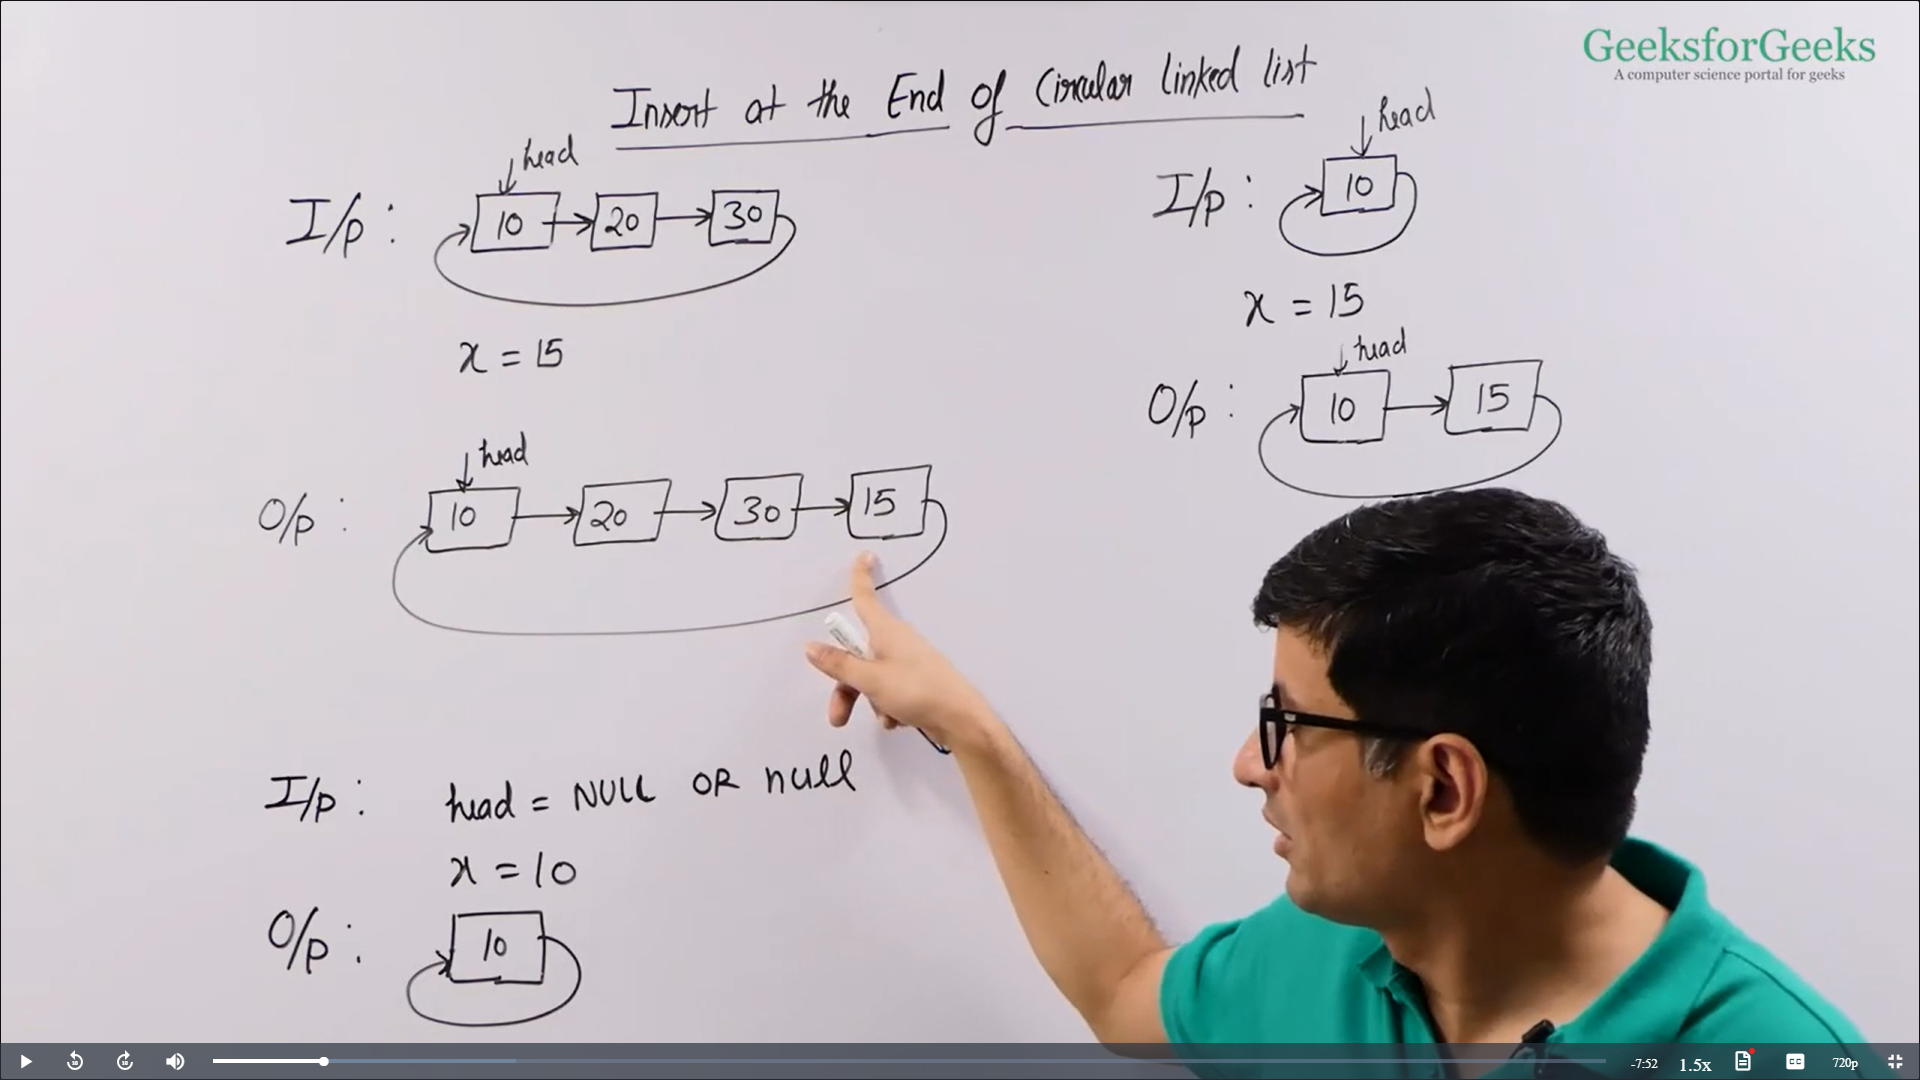 GeeksforGeeks
A computer science portal for geeks
Insert at the End of Circular linked list
head
I/p :
10 20 30
x = 15
head
O/p :
10 20 30 15
I/p : head = NULL OR null
x = 10
O/p :
10
head
I/p :
10
x = 15
head
O/p :
10 15
-7:52
1.5x
CC
720p